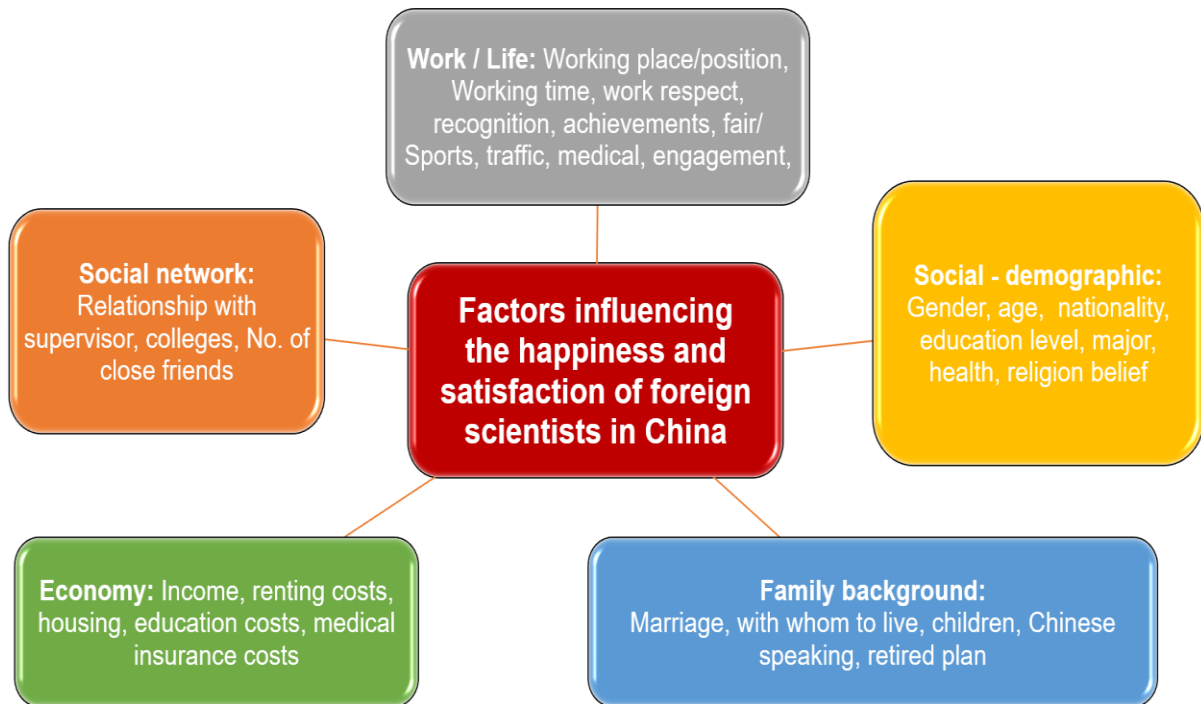 Work / Life: Working place/position,
Working time, work respect,
recognition, achievements, fair/
Sports, traffic, medical, engagement,
Social network:
Relationship with
supervisor, colleges, No. of
close friends
Factors influencing
the happiness and
satisfaction of foreign
scientists in China
Social - demographic:
Gender, age, nationality,
education level, major,
health, religion belief
Economy: Income, renting costs,
housing, education costs, medical
insurance costs
Family background:
Marriage, with whom to live, children, Chinese
speaking, retired plan